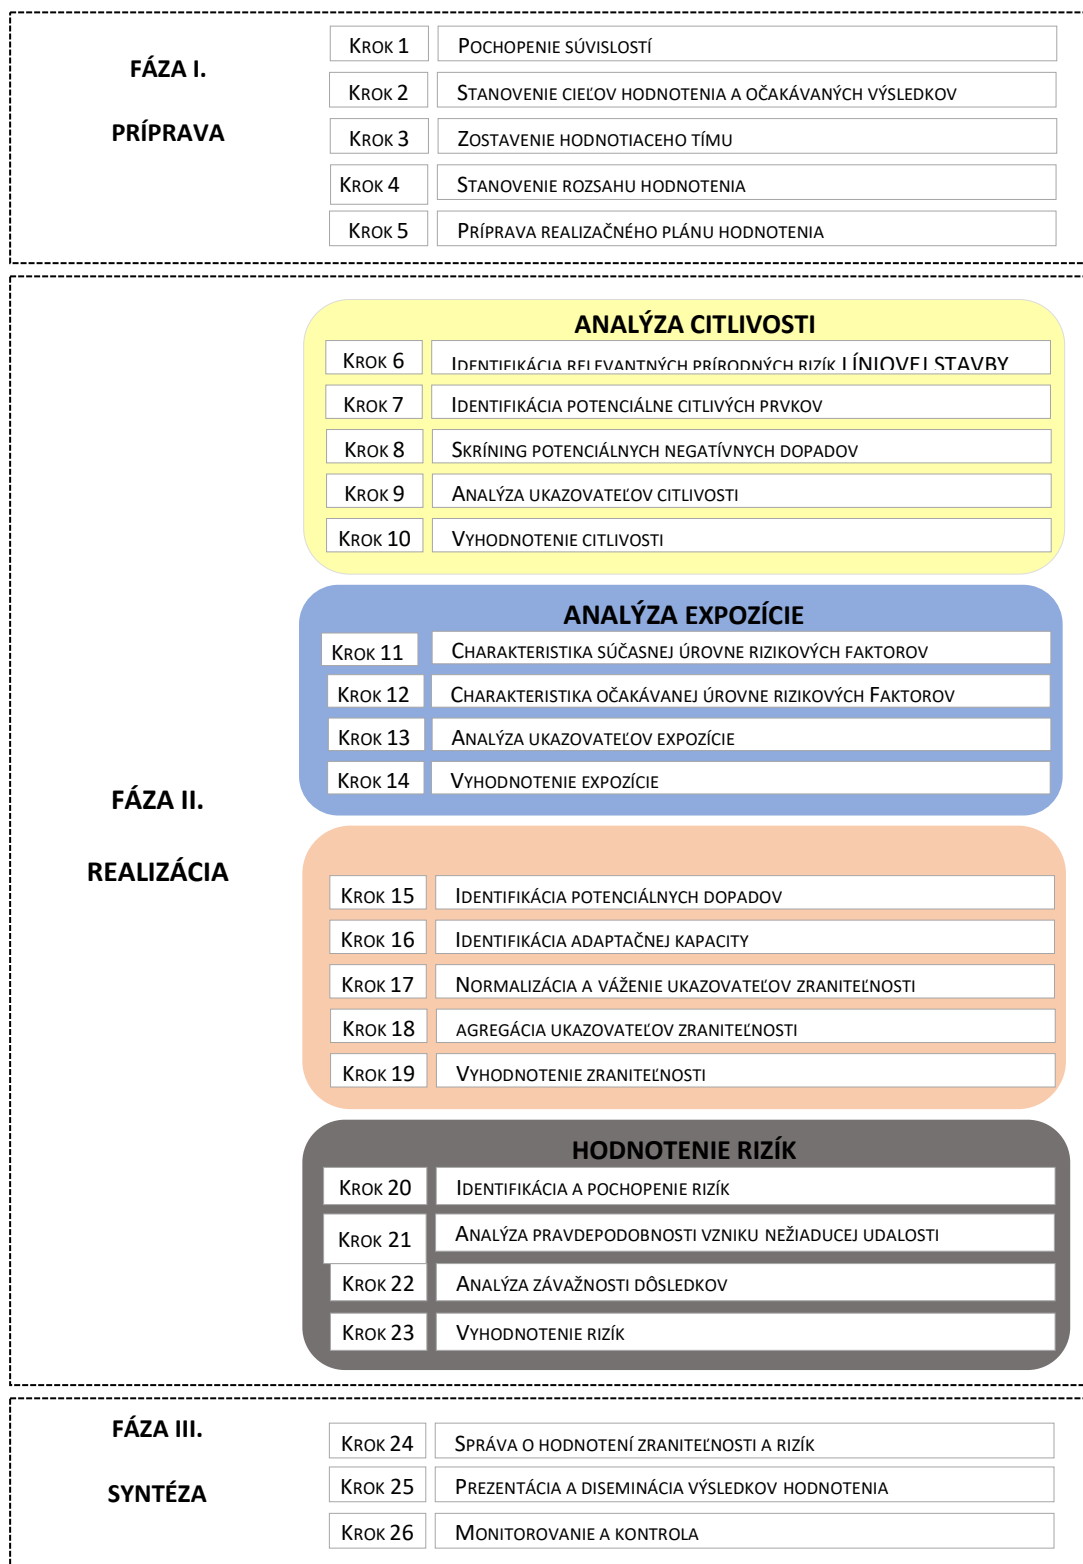 FÁZA I.
PRÍPRAVA
KROK 1 POCHOPENIE SÚVISLOSTÍ
KROK 2 STANOVENIE CIEĽOV HODNOTENIA A OČAKÁVANÝCH VÝSLEDKOV
KROK 3 ZOSTAVENIE HODNOTIACEHO TÍMU
KROK 4 STANOVENIE ROZSAHU HODNOTENIA
KROK 5 PRÍPRAVA REALIZAČNÉHO PLÁNU HODNOTENIA
FÁZA II.
REALIZÁCIA
ANALÝZA CITLIVOSTI
KROK 6 IDENTIFIKÁCIA RELEVANTNÝCH PRÍRODNÝCH RIZÍK LÍNIOVEJ STAVBY
KROK 7 IDENTIFIKÁCIA POTENCIÁLNE CITLIVÝCH PRVKOV
KROK 8 SKRÍNING POTENCIÁLNYCH NEGATÍVNYCH DOPADOV
KROK 9 ANALÝZA UKAZOVATEĽOV CITLIVOSTI
KROK 10 VYHODNOTENIE CITLIVOSTI
ANALÝZA EXPOZÍCIE
KROK 11 CHARAKTERISTIKA SÚČASNEJ ÚROVNE RIZIKOVÝCH FAKTOROV
KROK 12 CHARAKTERISTIKA OČAKÁVANEJ ÚROVNE RIZIKOVÝCH FAKTOROV
KROK 13 ANALÝZA UKAZOVATEĽOV EXPOZÍCIE
KROK 14 VYHODNOTENIE EXPOZÍCIE
KROK 15 IDENTIFIKÁCIA POTENCIÁLNYCH DOPADOV
KROK 16 IDENTIFIKÁCIA ADAPTAČNEJ KAPACITY
KROK 17 NORMALIZÁCIA A VÁŽENIE UKAZOVATEĽOV ZRANITEĽNOSTI
KROK 18 AGREGÁCIA UKAZOVATEĽOV ZRANITEĽNOSTI
KROK 19 VYHODNOTENIE ZRANITEĽNOSTI
HODNOTENIE RIZÍK
KROK 20 IDENTIFIKÁCIA A POCHOPENIE RIZÍK
KROK 21 ANALÝZA PRAVDEPODOBNOSTI VZNIKU NEŽIADUCEJ UDALOSTI
KROK 22 ANALÝZA ZÁVAŽNOSTI DÔSLEDKOV
KROK 23 VYHODNOTENIE RIZÍK
FÁZA III.
SYNTÉZA
KROK 24 SPRÁVA O HODNOTENÍ ZRANITEĽNOSTI A RIZÍK
KROK 25 PREZENTÁCIA A DISEMINÁCIA VÝSLEDKOV HODNOTENIA
KROK 26 MONITOROVANIE A KONTROLA